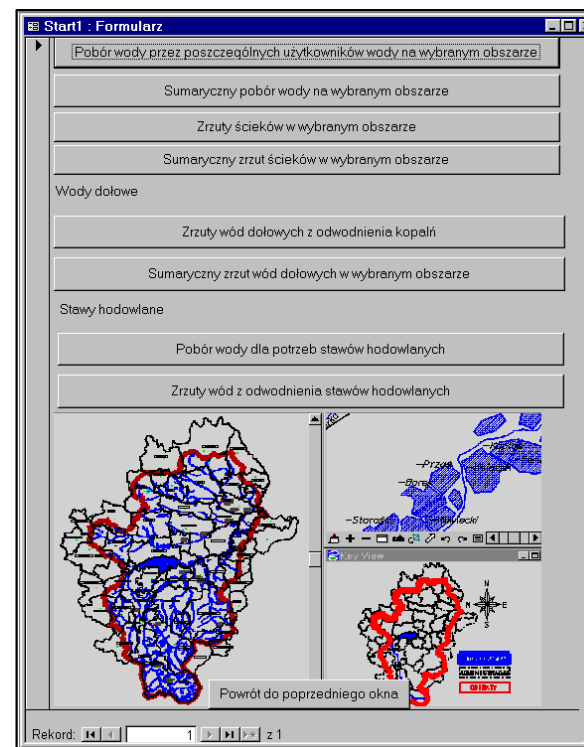 Start1 : Formularz
Pobór wody przez poszczególnych użytkowników wody na wybranym obszarze
Sumaryczny pobór wody na wybranym obszarze
Zrzuty ścieków w wybranym obszarze
Sumaryczny zrzut ścieków w wybranym obszarze
Wody dołowe
Zrzuty wód dołowych z odwodnienia kopalń
Sumaryczny zrzut wód dołowych w wybranym obszarze
Stawy hodowlane
Pobór wody dla potrzeb stawów hodowlanych
Zrzuty wód z odwodnienia stawów hodowlanych
Key View
N
E
S
OBIEKTY
Powrót do poprzedniego okna
Rekord: 1 z 1